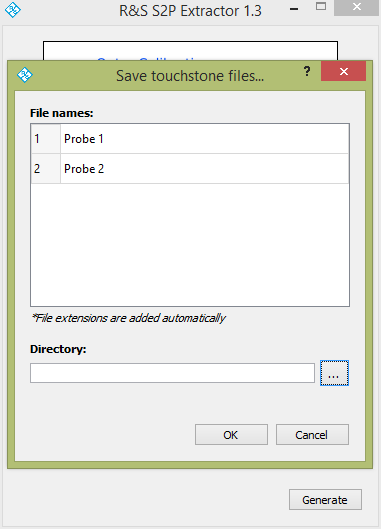 R&S S2P Extractor 1.3
Save touchstone files...
?
File names:
1 Probe 1
2 Probe 2
*File extensions are added automatically
Directory:
...
OK Cancel
Generate